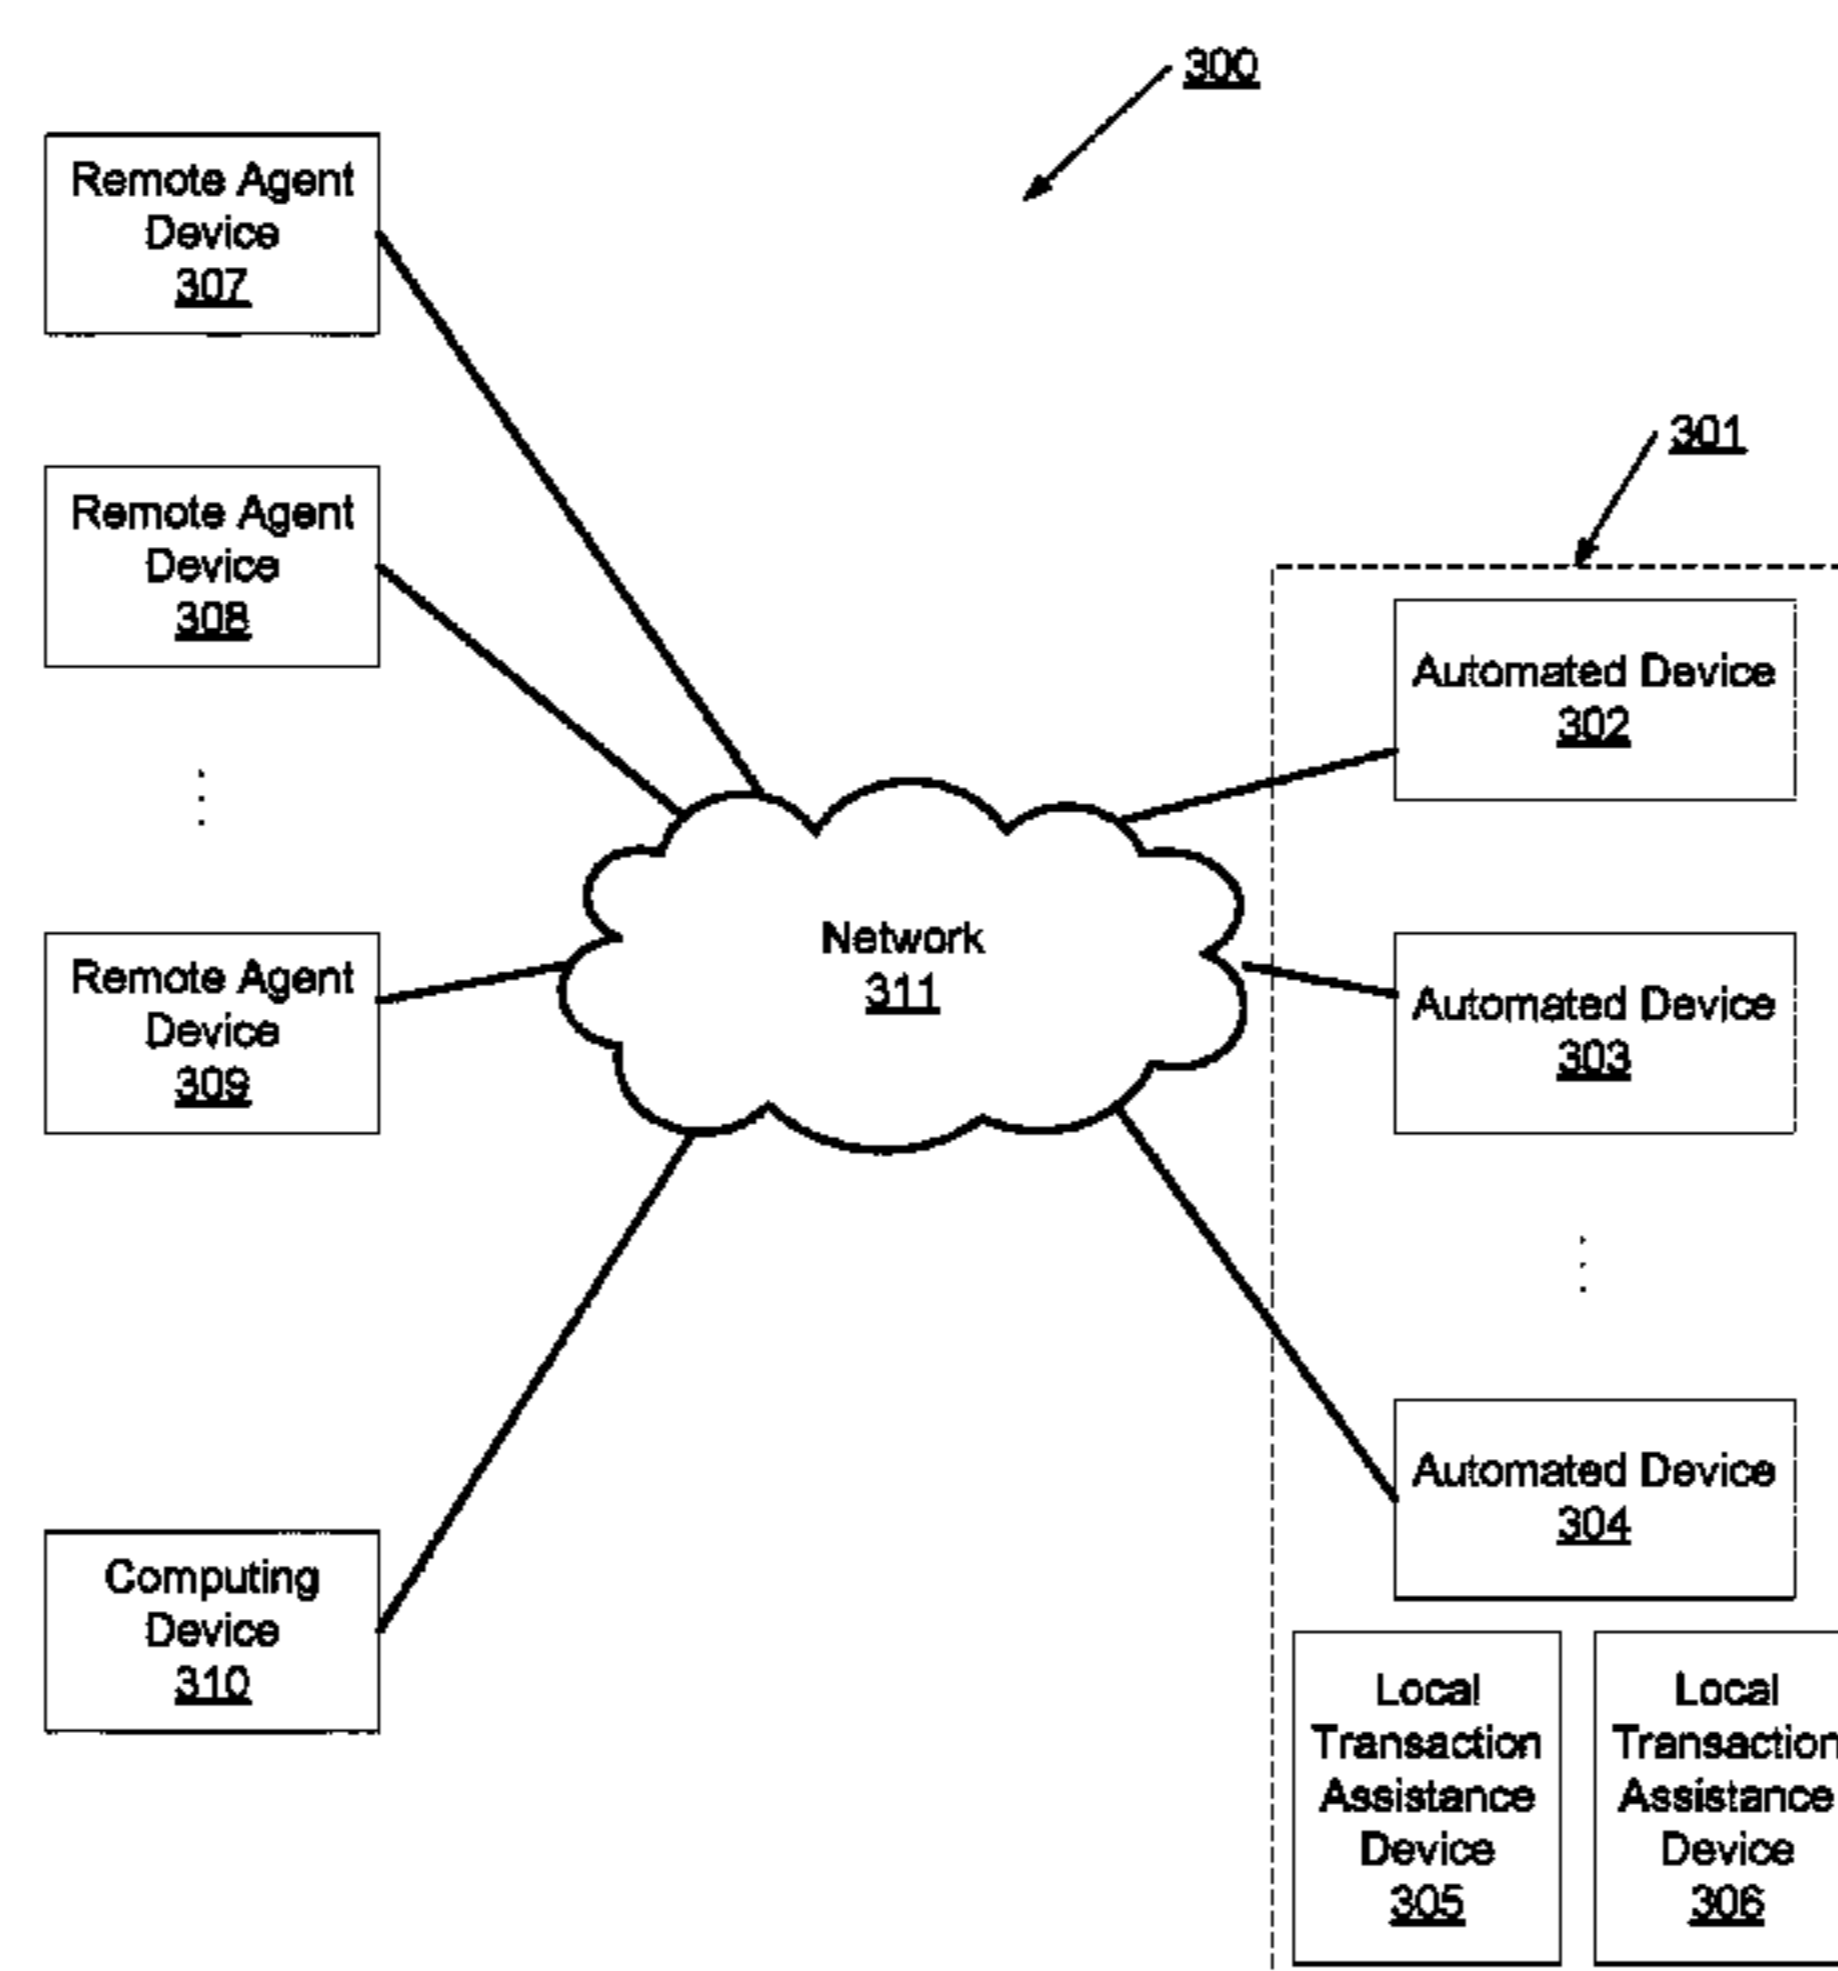 300
Remote Agent
Device
307
301
Remote Agent
Device
308
Automated Device
302
Network
311
Remote Agent
Device
309
Automated Device
303
Automated Device
304
Computing
Device
310
Local
Transaction
Assistance
Device
305
Local
Transaction
Assistance
Device
306